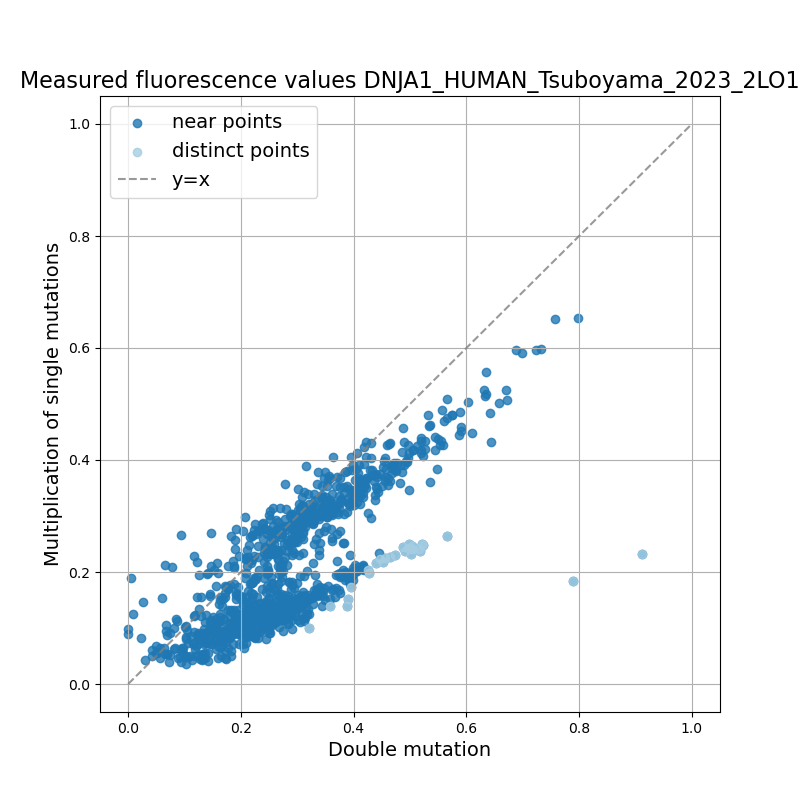 Measured fluorescence values DNJA1_HUMAN_Tsuboyama_2023_2LO1
near points
distinct points
y=x
Multiplication of single mutations
1.0
0.8
0.6
0.4
0.2
0.0
0.0 0.2 0.4 0.6 0.8 1.0
Double mutation